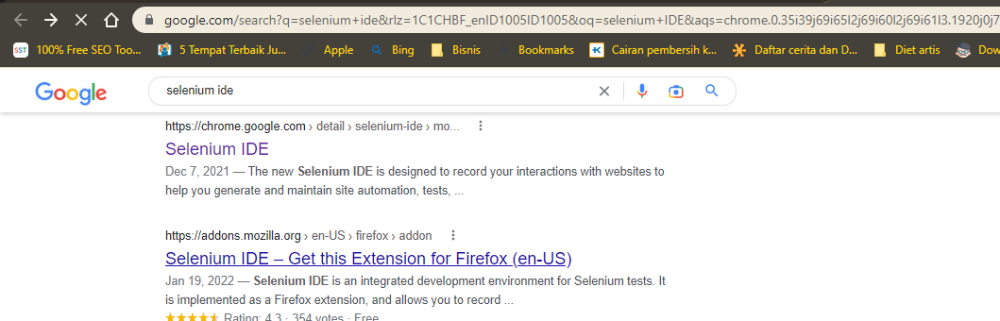 google.com/search?q=selenium+ide&rlz=1C1CHBF_enID1005ID1005&oq=selenium+IDE&aqs=chrome.0.35i39j69i65l2j69i60l2j69i61l3.1920j0j7
SST 100% Free SEO Too... 5 Tempat Terbaik Ju... Apple Bing Bisnis Bookmarks Cairan pembersih k... Daftar cerita dan D... Diet artis Dow
Google selenium ide
https://chrome.google.com › detail › selenium-ide › mo...
Selenium IDE
Dec 7, 2021 — The new Selenium IDE is designed to record your interactions with websites to
help you generate and maintain site automation, tests, ...
https://addons.mozilla.org › en-US › firefox › addon
Selenium IDE – Get this Extension for Firefox (en-US)
Jan 19, 2022 — Selenium IDE is an integrated development environment for Selenium tests. It
is implemented as a Firefox extension, and allows you to record ...
Rating: 4.3 · 354 votes · Free